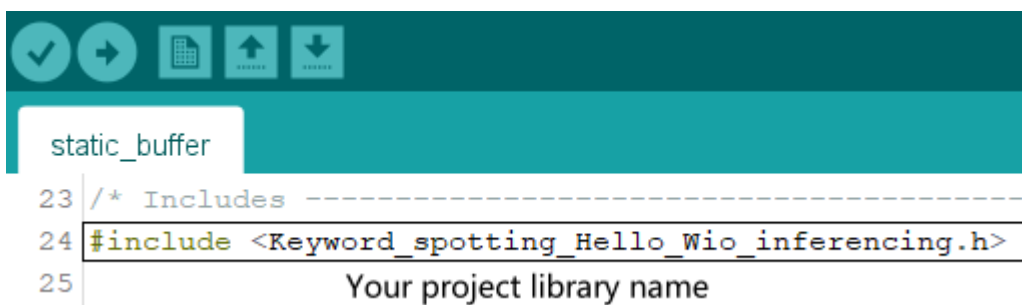 static_buffer
23 /* Includes ----------------------------------------
24 #include <Keyword_spotting_Hello_Wio_inferencing.h>
25
Your project library name